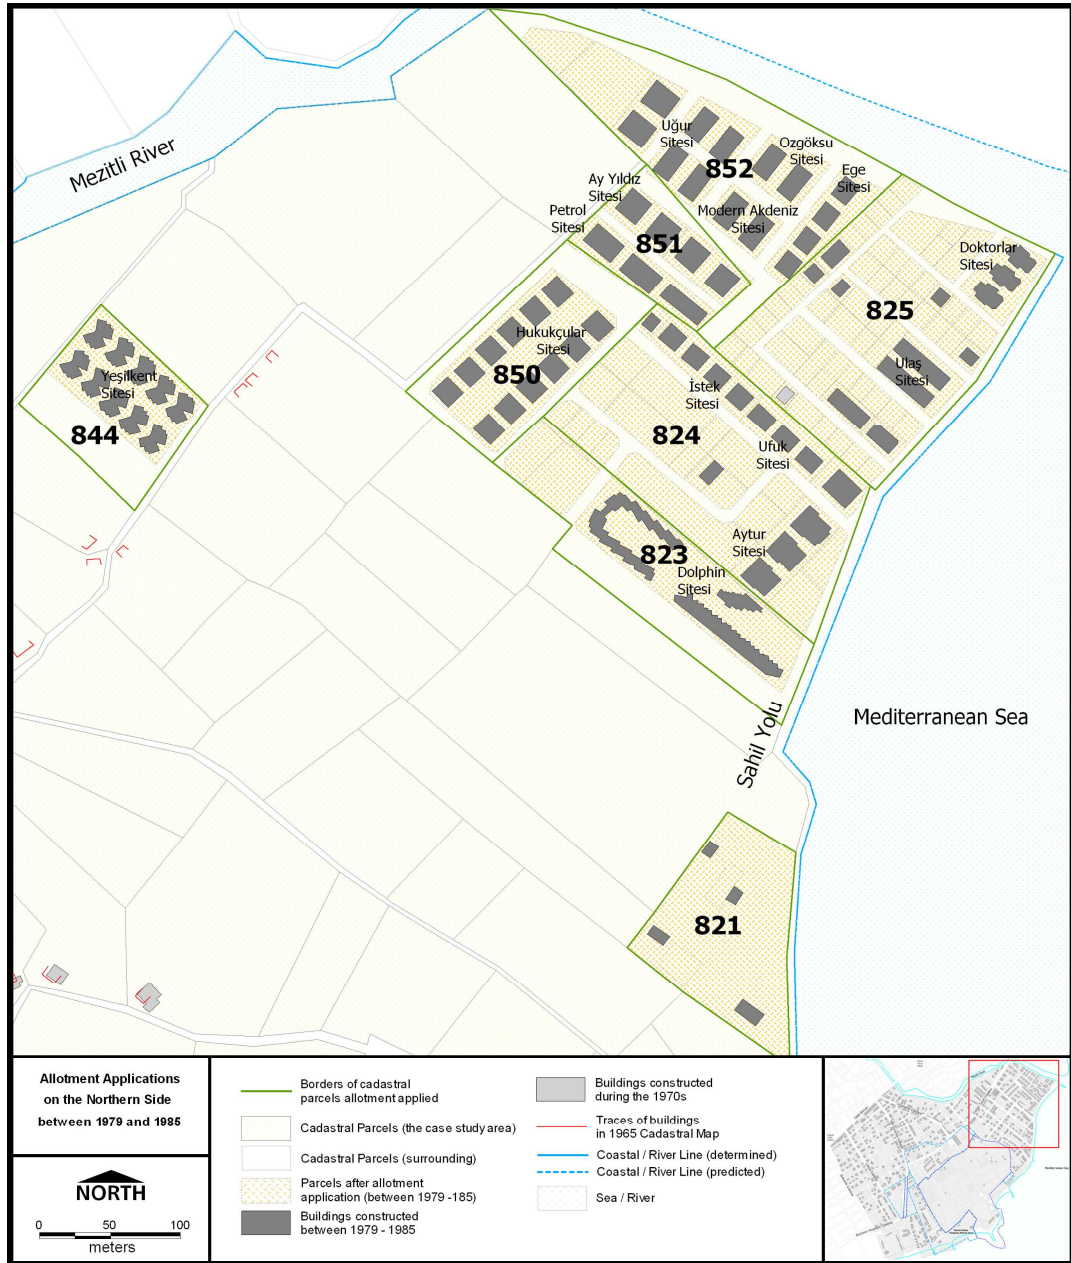 Mezitli River
Uğur
Sitesi
Ozgöksu
Sitesi
852
Ege
Sitesi
Ay Yıldız
Sitesi
Petrol
Sitesi
Modern Akdeniz
Sitesi
851
Doktorlar
Sitesi
825
Hukukçular
Sitesi
850
Ulaş
Sitesi
Yeşilkent
Sitesi
844
İstek
Sitesi
824
Ufuk
Sitesi
Aytur
Sitesi
823
Dolphin
Sitesi
Mediterranean Sea
Sahil Yolu
821
Allotment Applications
on the Northern Side
between 1979 and 1985
NORTH
0 50 100
meters
Borders of cadastral
parcels allotment applied
Cadastral Parcels (the case study area)
Cadastral Parcels (surrounding)
Parcels after allotment
application (between 1979 -185)
Buildings constructed
between 1979 - 1985
Buildings constructed
during the 1970s
Traces of buildings
in 1965 Cadastral Map
Coastal / River Line (determined)
Coastal / River Line (predicted)
Sea / River